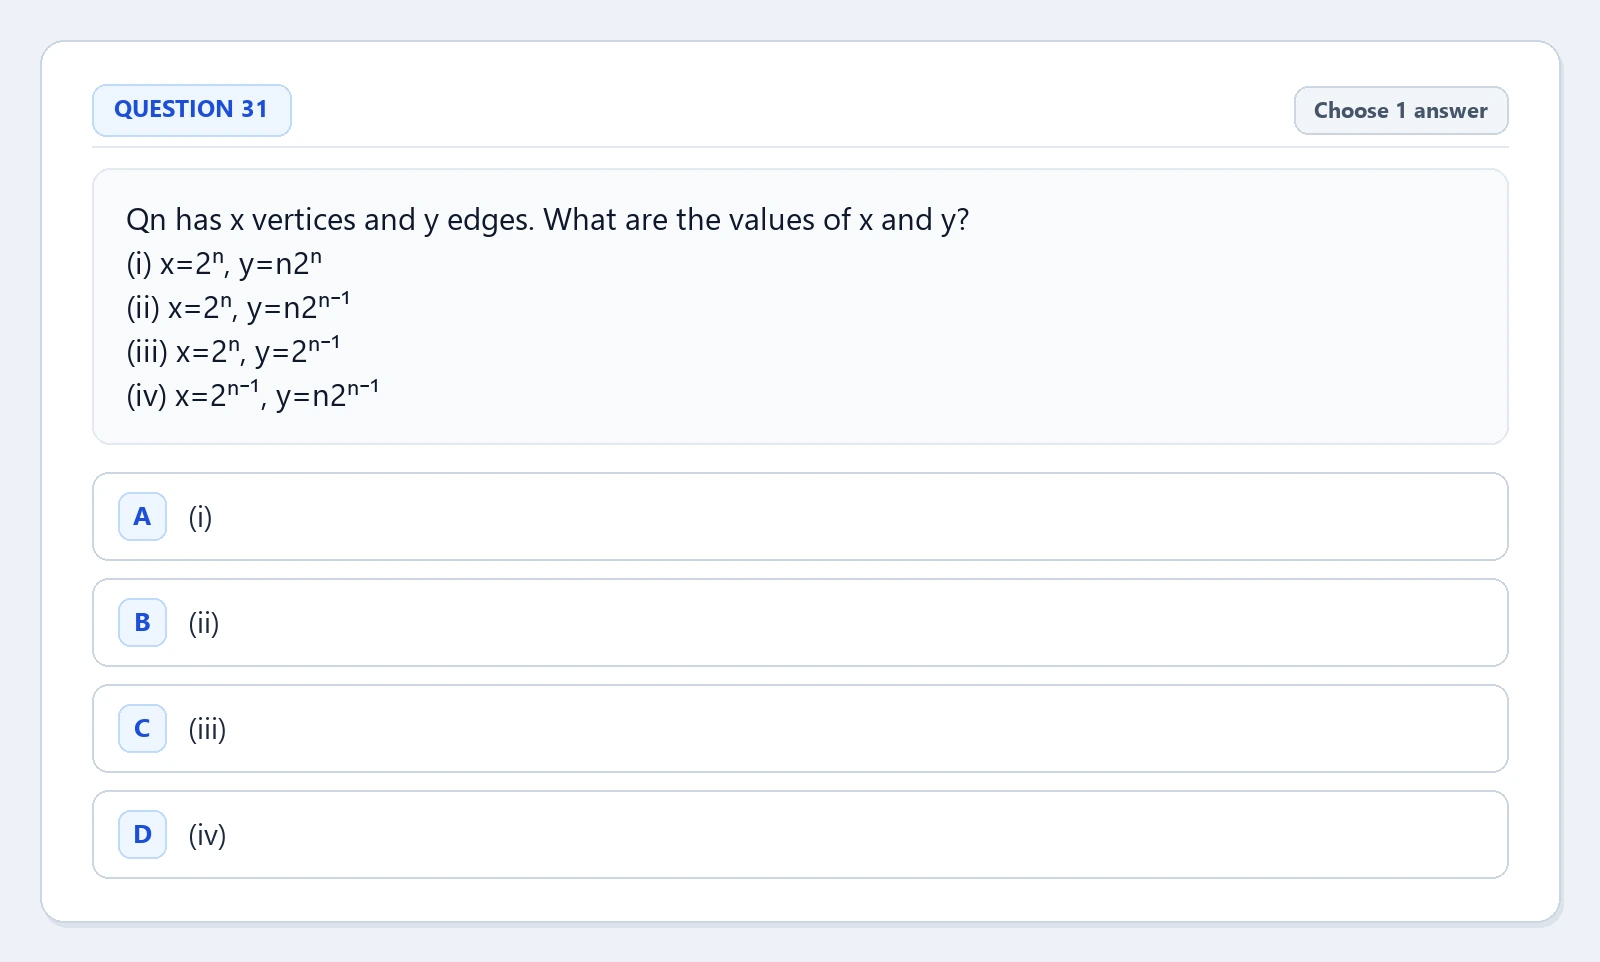 QUESTION 31
Choose 1 answer
Qn has x vertices and y edges. What are the values of x and y?
(i) x=2ⁿ, y=n2ⁿ
(ii) x=2ⁿ, y=n2ⁿ⁻¹
(iii) x=2ⁿ, y=2ⁿ⁻¹
(iv) x=2ⁿ⁻¹, y=n2ⁿ⁻¹
A (i)
B (ii)
C (iii)
D (iv)